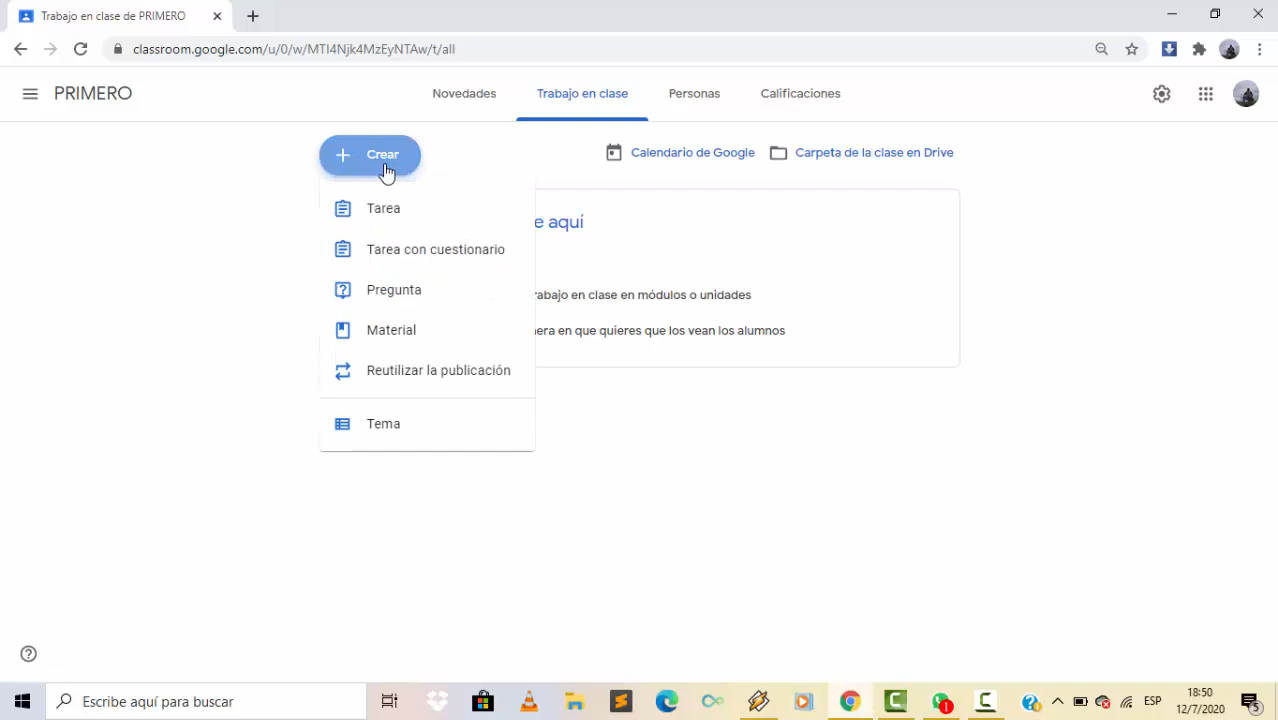 Trabajo en clase de PRIMERO
classroom.google.com/u/0/w/MTI4Njk4MzEyNTAw/t/all
PRIMERO
Novedades
Trabajo en clase
Personas
Calificaciones
Crear
Calendario de Google
Carpeta de la clase en Drive
Tarea
e aquí
Tarea con cuestionario
Pregunta
rabajo en clase en módulos o unidades
Material
nera en que quieres que los vean los alumnos
Reutilizar la publicación
Tema
Escribe aquí para buscar
1
ESP
18:50
12/7/2020
5